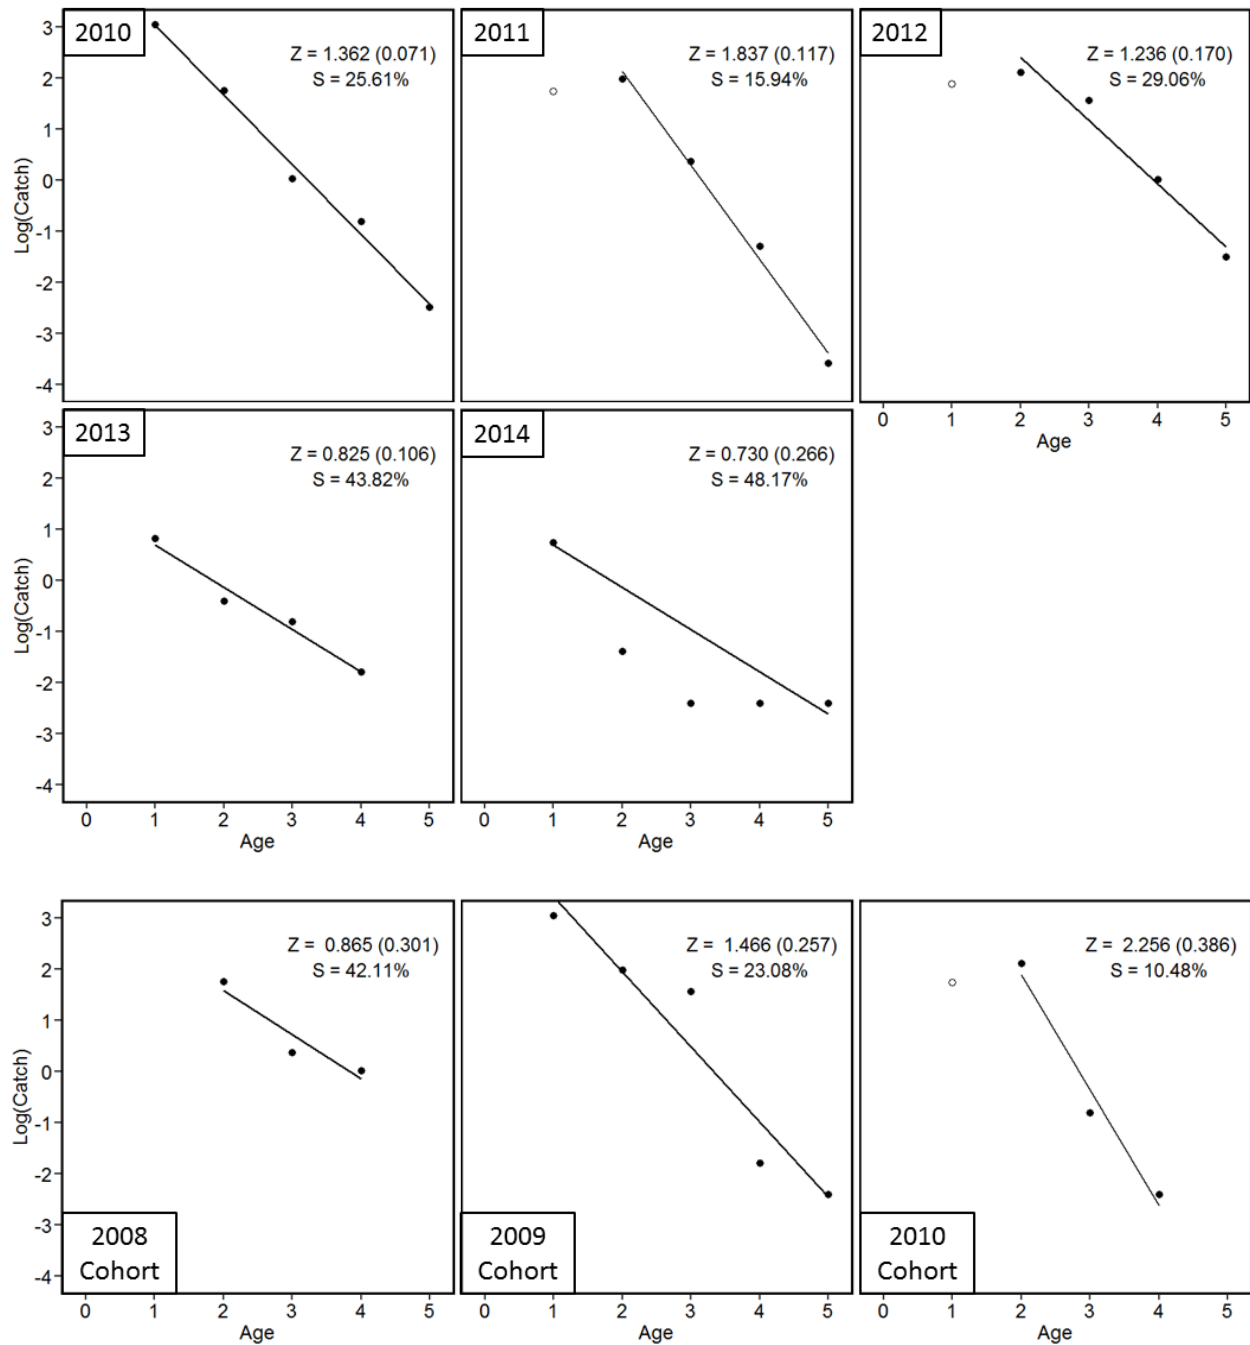 2010
Z = 1.362 (0.071)
S = 25.61%
2011
Z = 1.837 (0.117)
S = 15.94%
2012
Z = 1.236 (0.170)
S = 29.06%
3
2
1
0
-1
-2
-3
-4
Log(Catch)
0 1 2 3 4 5
Age
2013
Z = 0.825 (0.106)
S = 43.82%
2014
Z = 0.730 (0.266)
S = 48.17%
3
2
1
0
-1
-2
-3
-4
Log(Catch)
0 1 2 3 4 5
Age
0 1 2 3 4 5
Age
Z = 0.865 (0.301)
S = 42.11%
Z = 1.466 (0.257)
S = 23.08%
Z = 2.256 (0.386)
S = 10.48%
3
2
1
0
-1
-2
-3
-4
Log(Catch)
2008
Cohort
2009
Cohort
2010
Cohort
0 1 2 3 4 5
Age
0 1 2 3 4 5
Age
0 1 2 3 4 5
Age